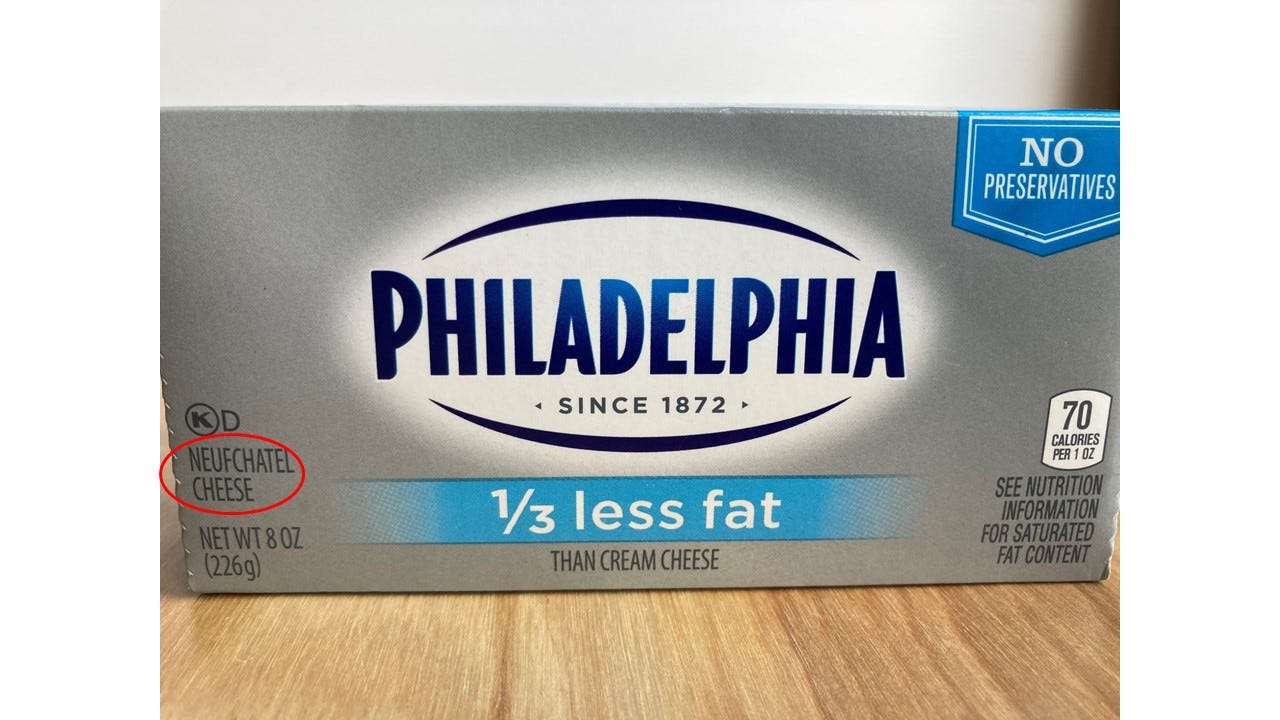 NO
PRESERVATIVES
PHILADELPHIA
SINCE 1872
K D
NEUFCHATEL
CHEESE
NET WT 8 OZ
(226g)
1/3 less fat
THAN CREAM CHEESE
70
CALORIES
PER 1 OZ
SEE NUTRITION
INFORMATION
FOR SATURATED
FAT CONTENT